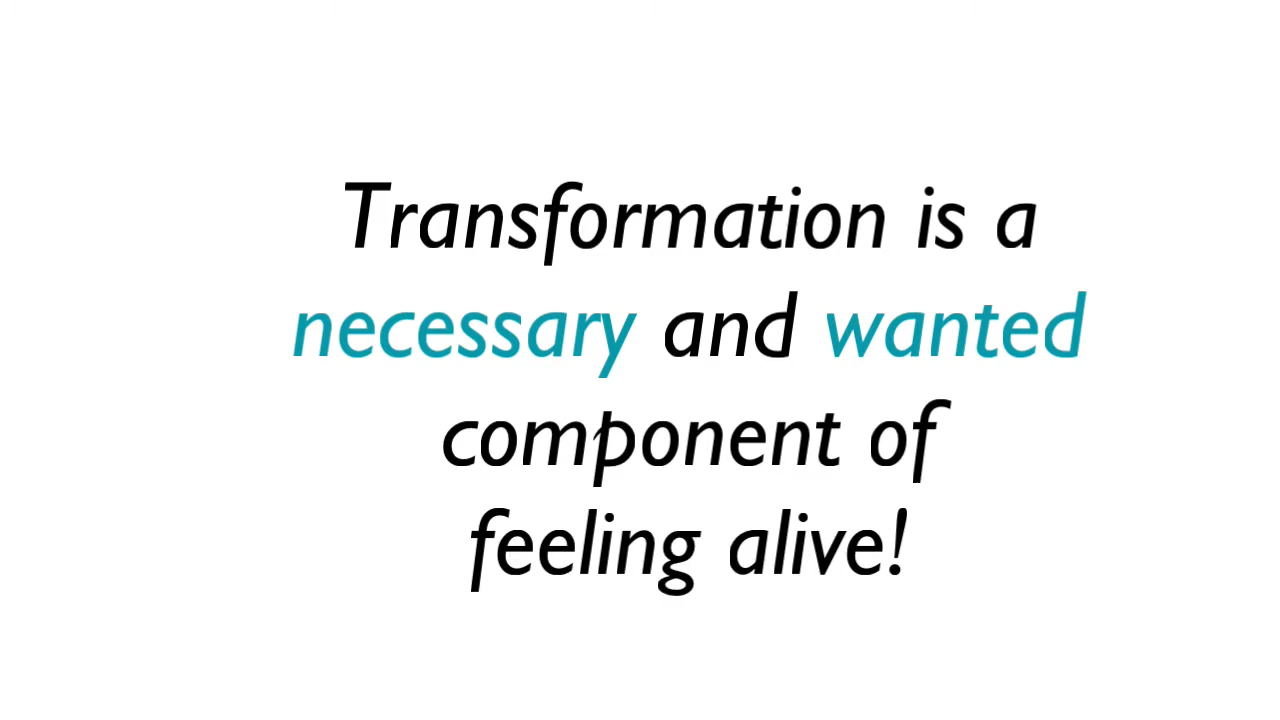 Transformation is a
necessary and wanted
component of
feeling alive!